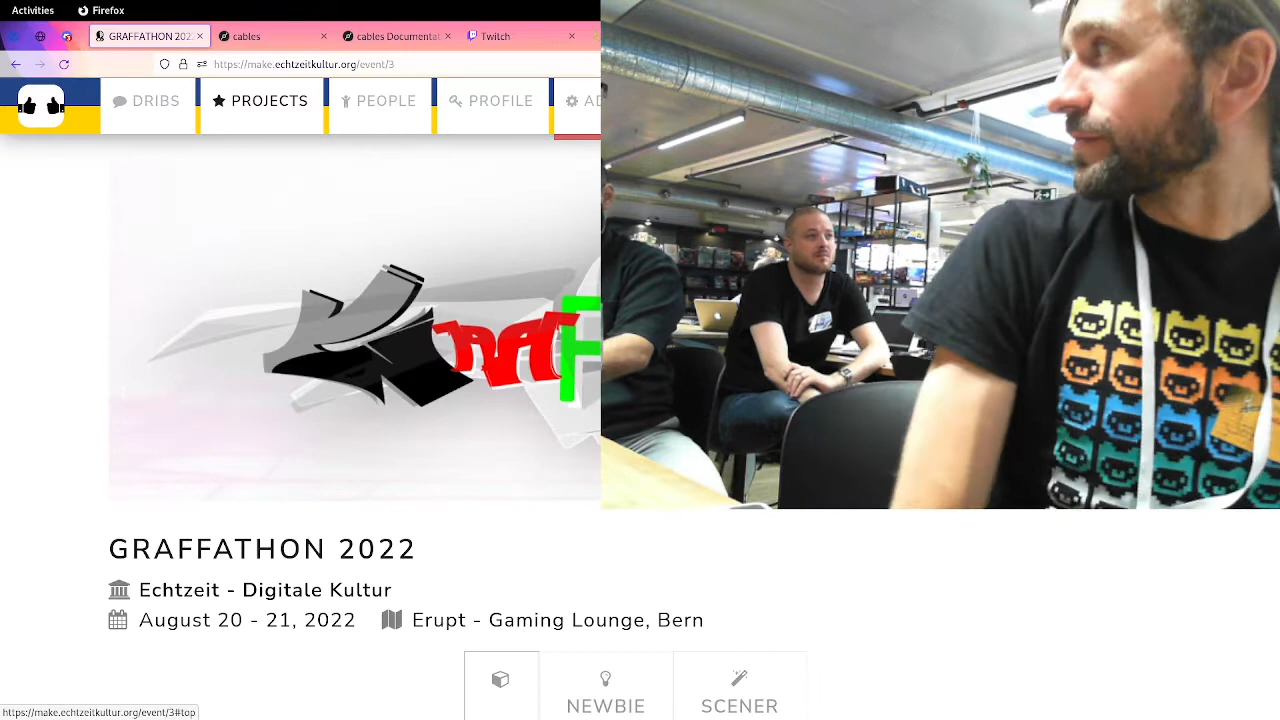 Activities Firefox
GRAFFATHON 202 × cables × cables Documentat × Twitch ×
https://make.echtzeitkultur.org/event/3
DRIBS PROJECTS PEOPLE PROFILE AD
GRAFFATHON 2022
Echtzeit - Digitale Kultur
August 20 - 21, 2022 Erupt - Gaming Lounge, Bern
NEWBIE SCENER
https://make.echtzeitkultur.org/event/3#top